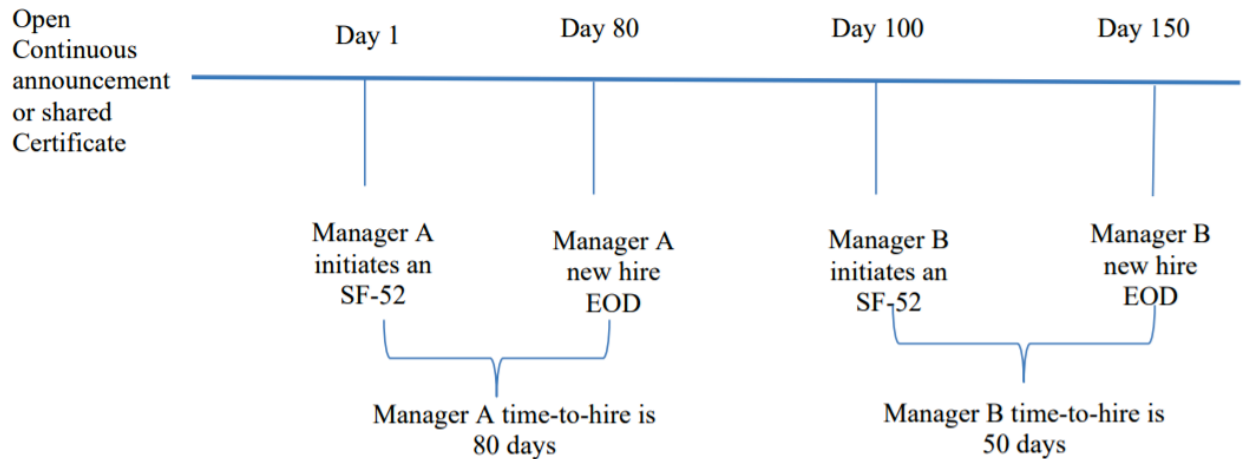 Open
Continuous
announcement
or shared
Certificate
Day 1
Day 80
Day 100
Day 150
Manager A
initiates an
SF-52
Manager A
new hire
EOD
Manager B
initiates an
SF-52
Manager B
new hire
EOD
Manager A time-to-hire is
80 days
Manager B time-to-hire is
50 days